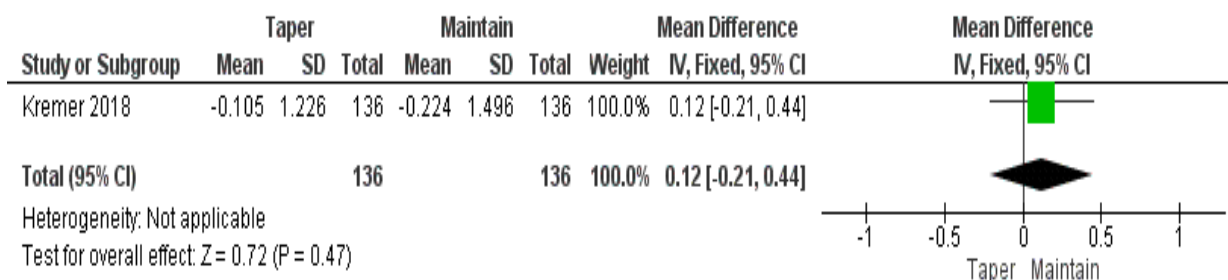 Taper Maintain Mean Difference Mean Difference
Study or Subgroup Mean SD Total Mean SD Total Weight IV, Fixed, 95% CI IV, Fixed, 95% CI
Kremer 2018 -0.105 1.226 136 -0.224 1.496 136 100.0% 0.12 [-0.21, 0.44]
Total (95% CI) 136 136 100.0% 0.12 [-0.21, 0.44]
Heterogeneity: Not applicable
Test for overall effect: Z = 0.72 (P = 0.47)
-1 -0.5 0 0.5 1
Taper Maintain